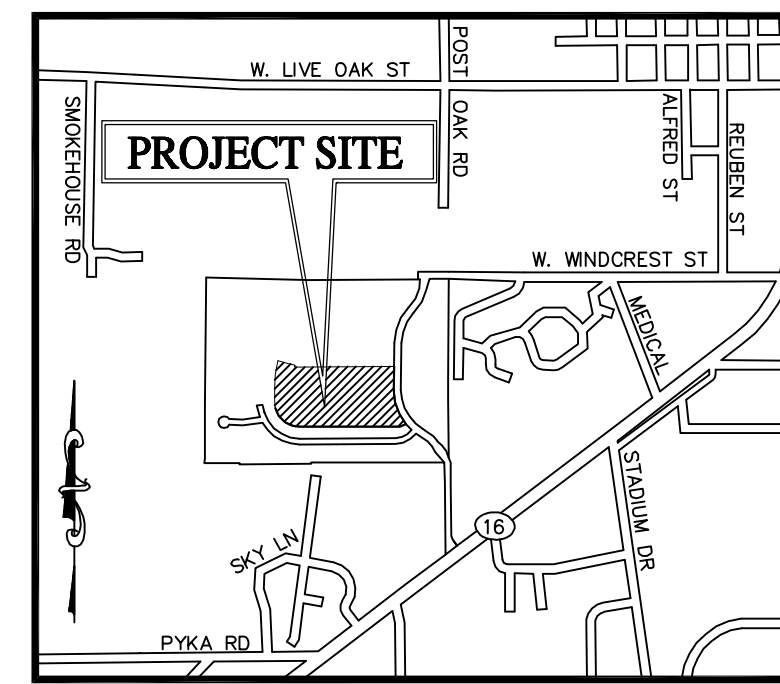 W. LIVE OAK ST
POST
OAK RD
SMOKEHOUSE RD
PROJECT SITE
ALFRED ST
REUBEN ST
W. WINDCREST ST
MEDICAL
16
STADIUM DR
SKY LN
PYKA RD